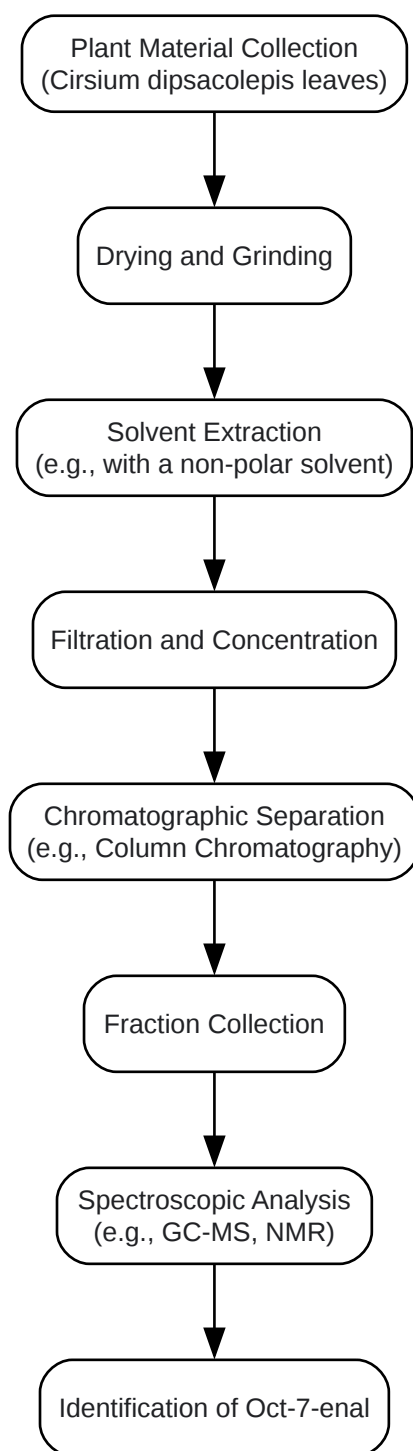 Plant Material Collection
(Cirsium dipsacolepis leaves)
Drying and Grinding
Solvent Extraction
(e.g., with a non-polar solvent)
Filtration and Concentration
Chromatographic Separation
(e.g., Column Chromatography)
Fraction Collection
Spectroscopic Analysis
(e.g., GC-MS, NMR)
Identification of Oct-7-enal